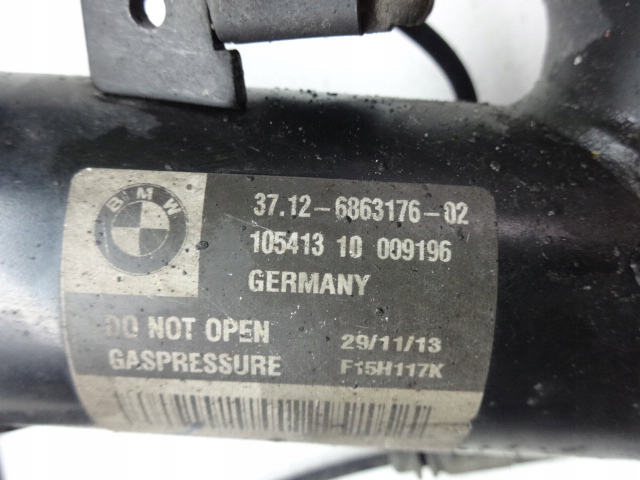 BMW
37.12-6863176-02
105413 10 009196
GERMANY
DO NOT OPEN
GASPRESSURE
29/11/13
F15H117K